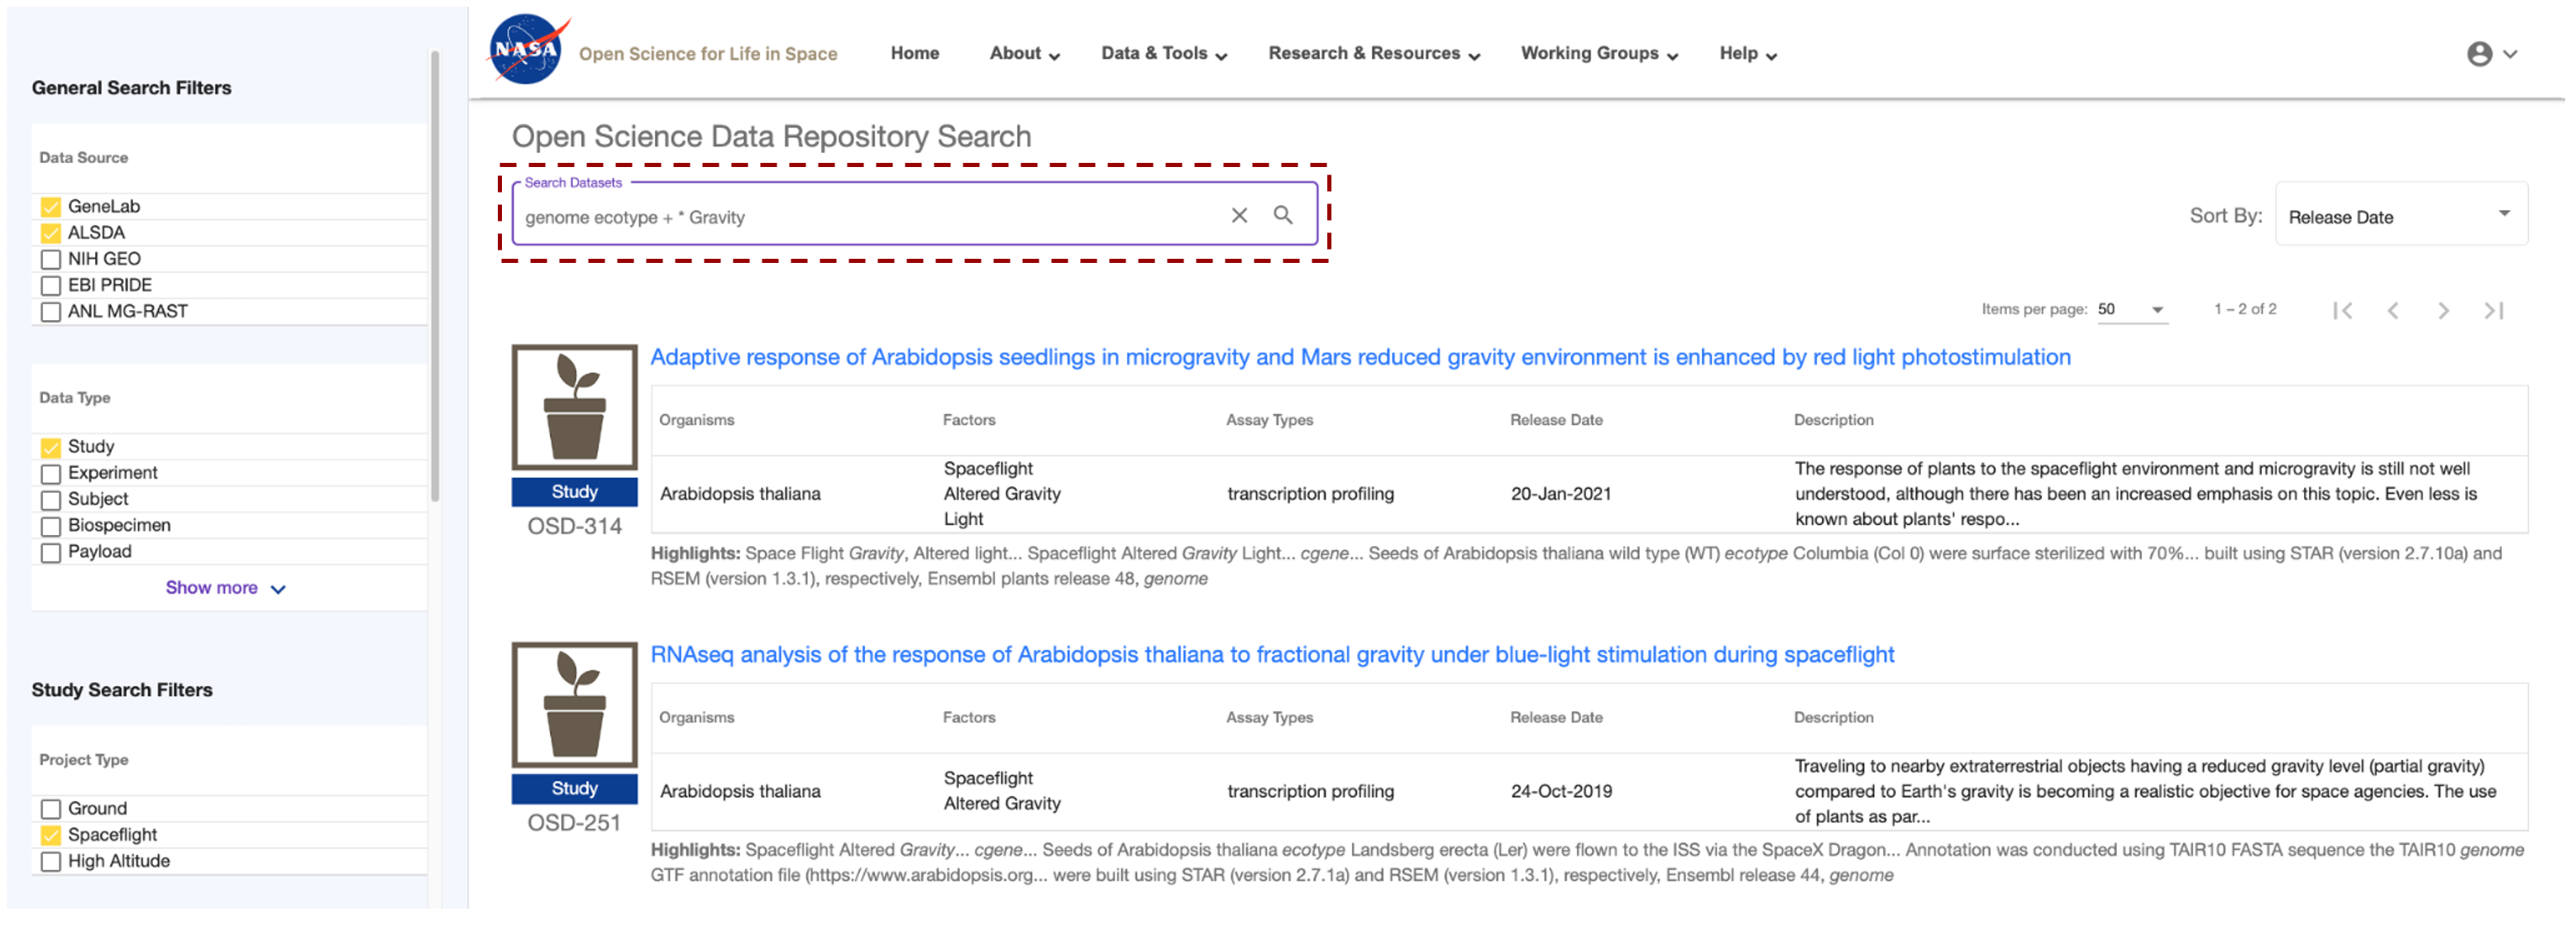 General Search Filters
Data Source
GeneLab
ALSDA
NIH GEO
EBI PRIDE
ANL MG-RAST
Data Type
Study
Experiment
Subject
Biospecimen
Payload
Show more
Study Search Filters
Project Type
Ground
Spaceflight
High Altitude
NASA Open Science for Life in Space Home About Data & Tools Research & Resources Working Groups Help
Open Science Data Repository Search
Search Datasets
genome ecotype + * Gravity
Sort By: Release Date
Items per page: 50 1 – 2 of 2
Adaptive response of Arabidopsis seedlings in microgravity and Mars reduced gravity environment is enhanced by red light photostimulation
Organisms Factors Assay Types Release Date Description
Arabidopsis thaliana
Spaceflight
Altered Gravity
Light
transcription profiling
20-Jan-2021
The response of plants to the spaceflight environment and microgravity is still not well
understood, although there has been an increased emphasis on this topic. Even less is
known about plants' respo...
Study
OSD-314
Highlights: Space Flight Gravity, Altered light... Spaceflight Altered Gravity Light... cgene... Seeds of Arabidopsis thaliana wild type (WT) ecotype Columbia (Col 0) were surface sterilized with 70%... built using STAR (version 2.7.10a) and
RSEM (version 1.3.1), respectively, Ensembl plants release 48, genome
RNAseq analysis of the response of Arabidopsis thaliana to fractional gravity under blue-light stimulation during spaceflight
Organisms Factors Assay Types Release Date Description
Arabidopsis thaliana
Spaceflight
Altered Gravity
transcription profiling
24-Oct-2019
Traveling to nearby extraterrestrial objects having a reduced gravity level (partial gravity)
compared to Earth's gravity is becoming a realistic objective for space agencies. The use
of plants as par...
Study
OSD-251
Highlights: Spaceflight Altered Gravity... cgene... Seeds of Arabidopsis thaliana ecotype Landsberg erecta (Ler) were flown to the ISS via the SpaceX Dragon... Annotation was conducted using TAIR10 FASTA sequence the TAIR10 genome
GTF annotation file (https://www.arabidopsis.org... were built using STAR (version 2.7.1a) and RSEM (version 1.3.1), respectively, Ensembl release 44, genome